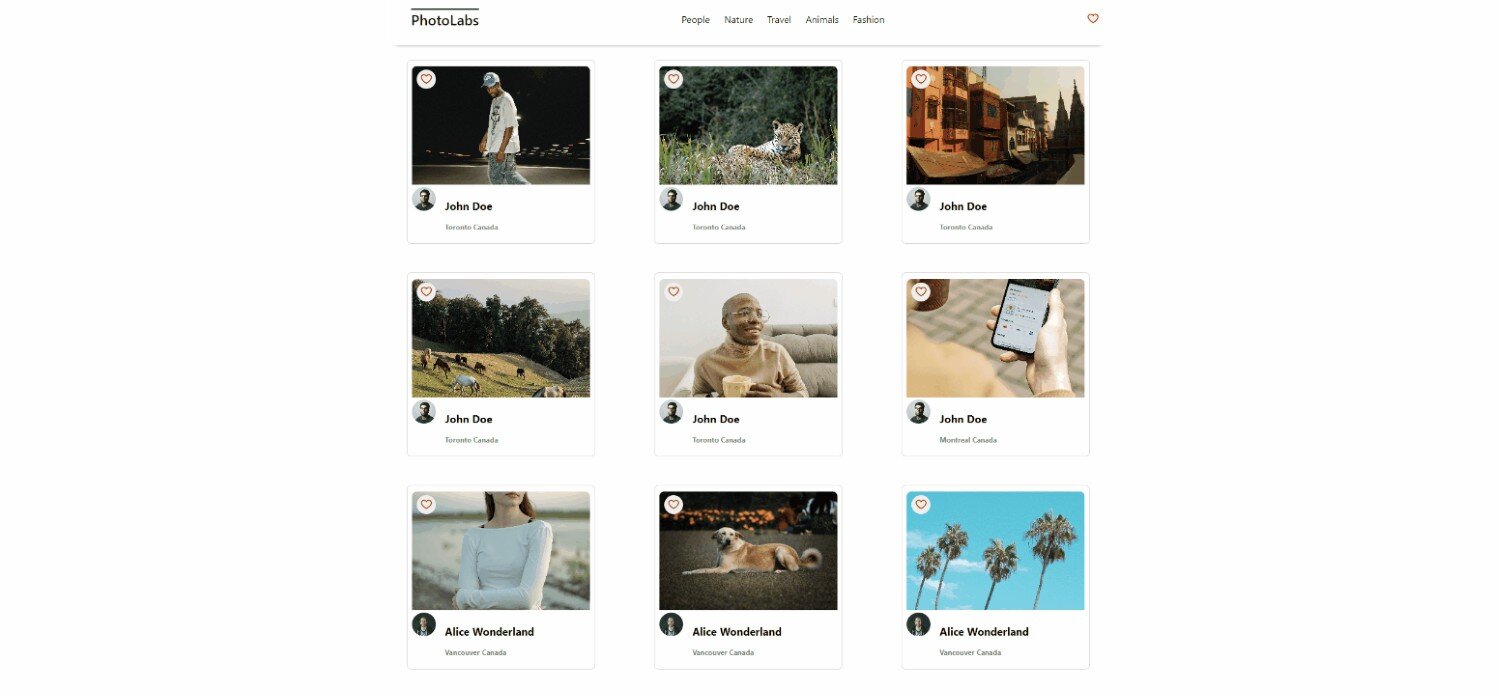 PhotoLabs
People Nature Travel Animals Fashion
John Doe
Toronto Canada
John Doe
Toronto Canada
John Doe
Toronto Canada
John Doe
Toronto Canada
John Doe
Toronto Canada
John Doe
Montreal Canada
Alice Wonderland
Vancouver Canada
Alice Wonderland
Vancouver Canada
Alice Wonderland
Vancouver Canada